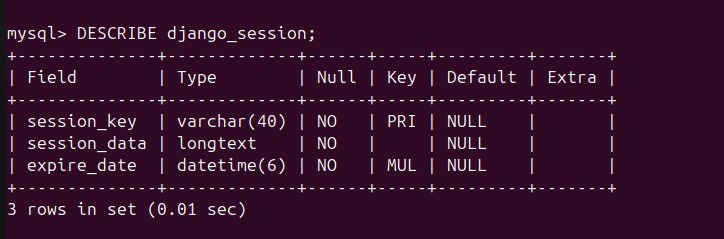 mysql> DESCRIBE django_session;
+--------------+-------------+------+-----+---------+-------+
| Field        | Type        | Null | Key | Default | Extra |
+--------------+-------------+------+-----+---------+-------+
| session_key  | varchar(40) | NO   | PRI | NULL    |       |
| session_data | longtext    | NO   |     | NULL    |       |
| expire_date  | datetime(6) | NO   | MUL | NULL    |       |
+--------------+-------------+------+-----+---------+-------+
3 rows in set (0.01 sec)